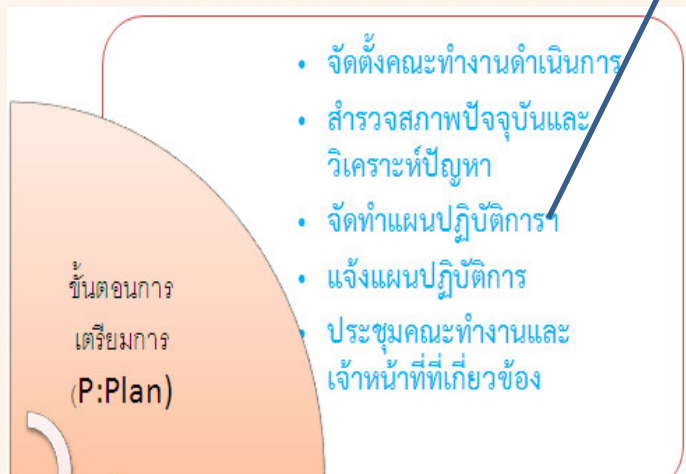 • จัดตั้งคณะทำงานดำเนินการ
• สำรวจสภาพปัจจุบันและ
วิเคราะห์ปัญหา
• จัดทำแผนปฏิบัติการฯ
• แจ้งแผนปฏิบัติการ
• ประชุมคณะทำงานและ
เจ้าหน้าที่ที่เกี่ยวข้อง
ขั้นตอนการ
เตรียมการ
(P:Plan)